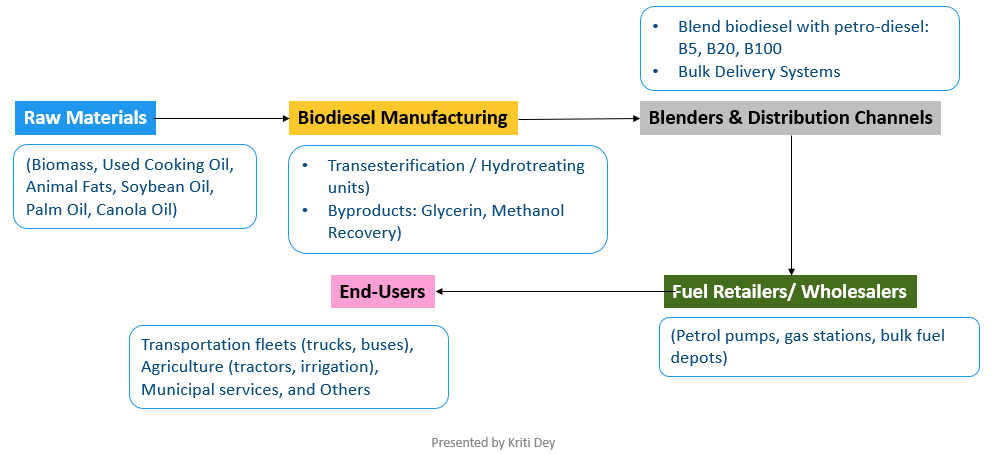 • Blend biodiesel with petro-diesel:
B5, B20, B100
• Bulk Delivery Systems
Raw Materials
Biodiesel Manufacturing
Blenders & Distribution Channels
(Biomass, Used Cooking Oil,
Animal Fats, Soybean Oil,
Palm Oil, Canola Oil)
• Transesterification / Hydrotreating
units)
• Byproducts: Glycerin, Methanol
Recovery)
End-Users
Fuel Retailers/ Wholesalers
Transportation fleets (trucks, buses),
Agriculture (tractors, irrigation),
Municipal services, and Others
(Petrol pumps, gas stations, bulk fuel
depots)
Presented by Kriti Dey